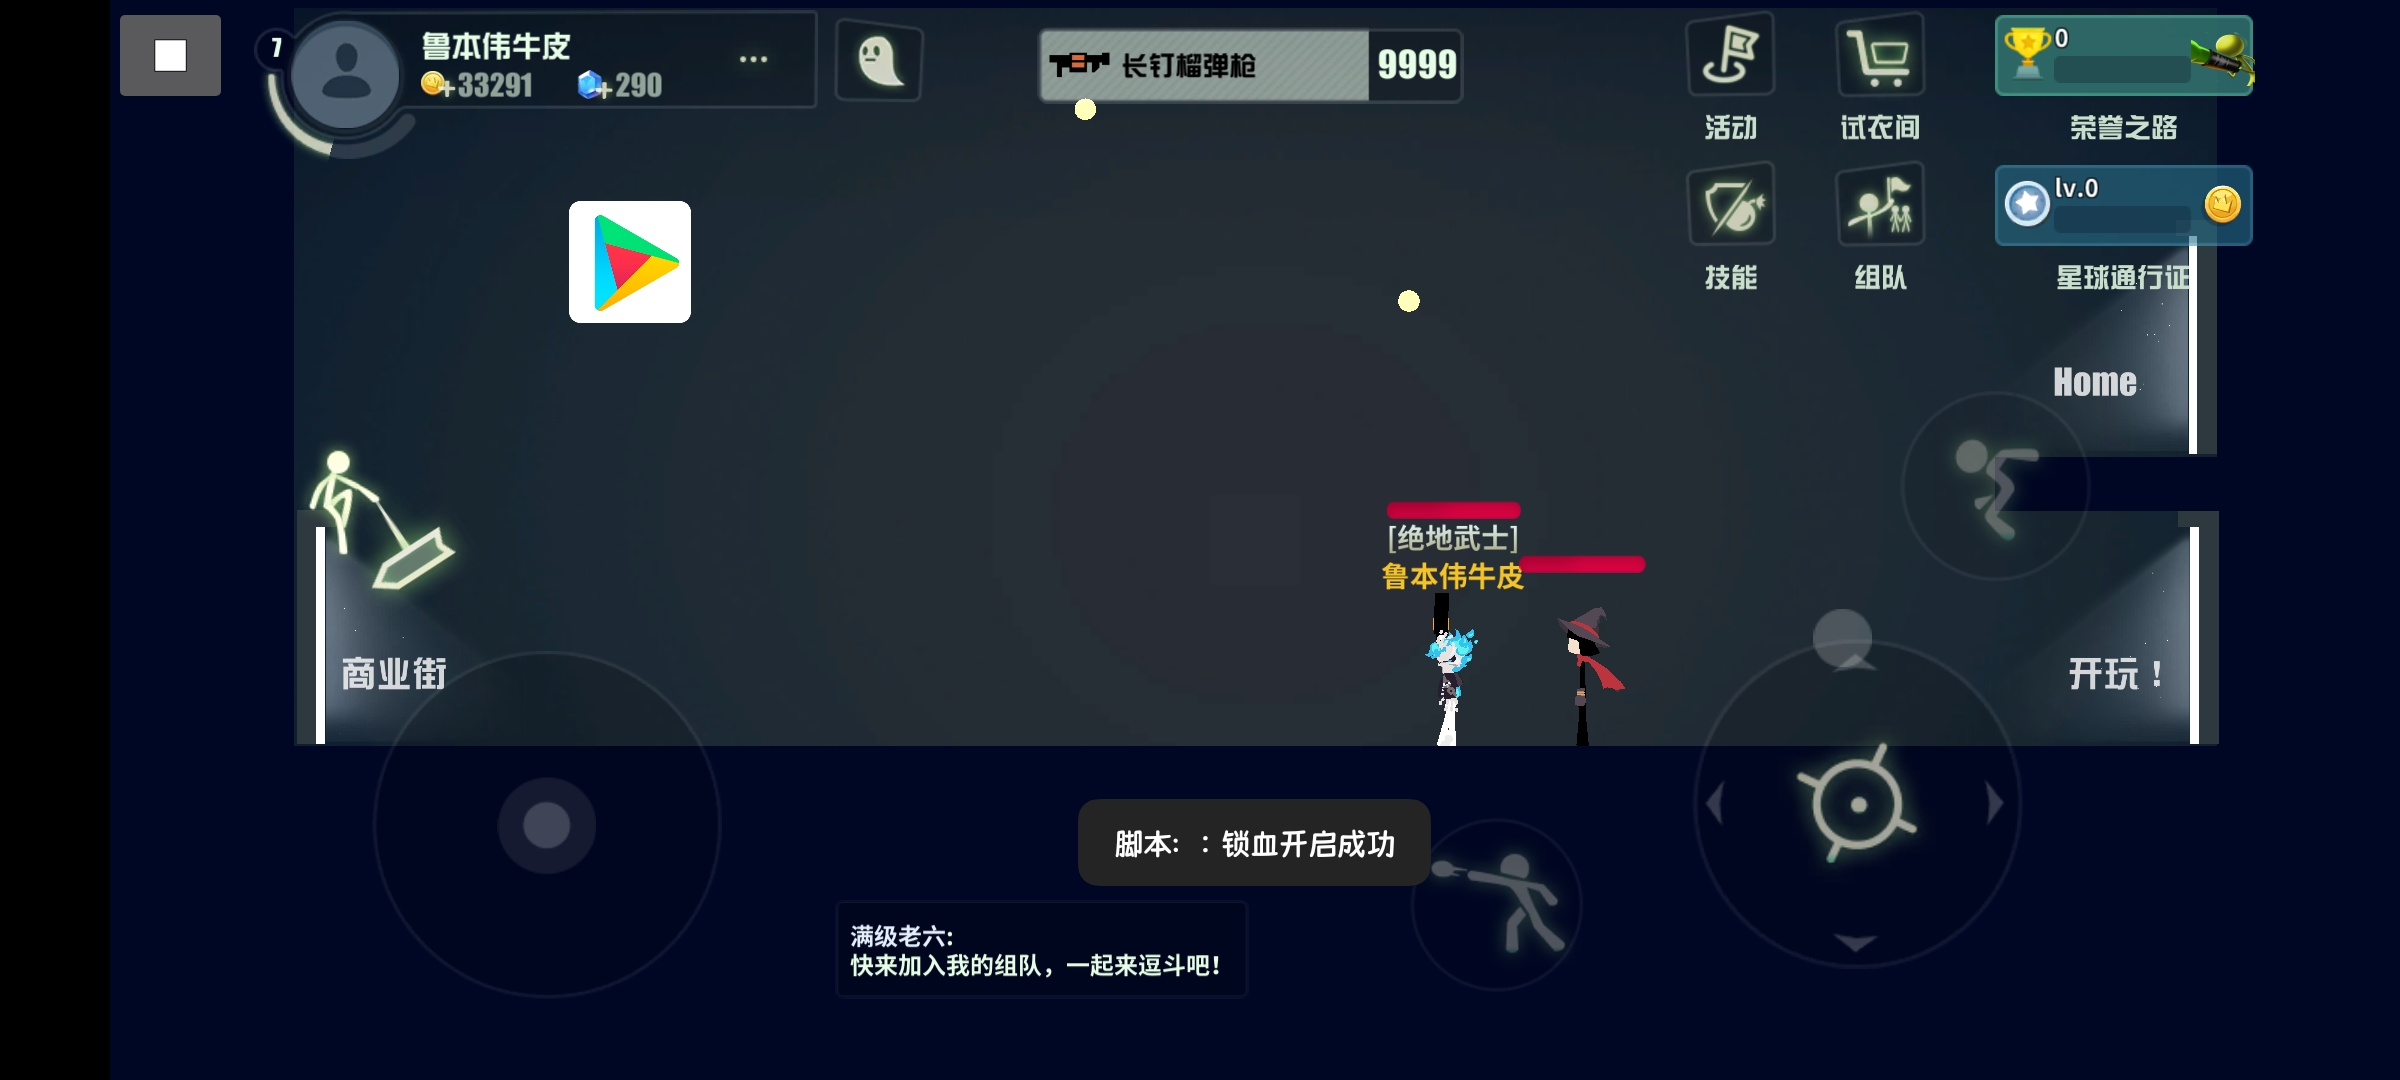 7
鲁本伟牛皮
+33291
+290
长钉榴弹枪
9999
活动
试衣间
0
荣誉之路
技能
组队
lv.0
星球通行证
Home
[绝地武士]
鲁本伟牛皮
商业街
开玩！
脚本: ：锁血开启成功
满级老六:
快来加入我的组队，一起来逗斗吧！